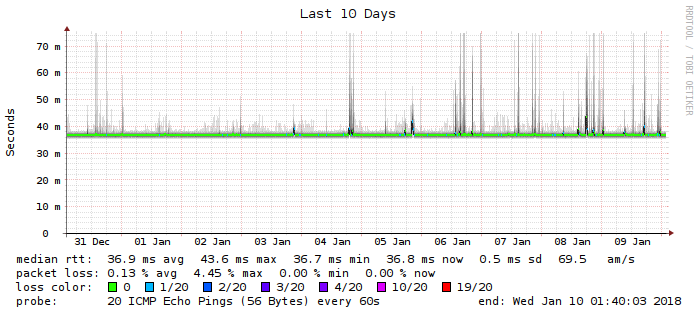 Last 10 Days
RRDTOOL / TOBI OETIKER
Seconds
70 m
60 m
50 m
40 m
30 m
20 m
10 m
0
31 Dec 01 Jan 02 Jan 03 Jan 04 Jan 05 Jan 06 Jan 07 Jan 08 Jan 09 Jan
median rtt: 36.9 ms avg 43.6 ms max 36.7 ms min 36.8 ms now 0.5 ms sd 69.5 am/s
packet loss: 0.13 % avg 4.45 % max 0.00 % min 0.00 % now
loss color: 0 1/20 2/20 3/20 4/20 10/20 19/20
probe: 20 ICMP Echo Pings (56 Bytes) every 60s end: Wed Jan 10 01:40:03 2018